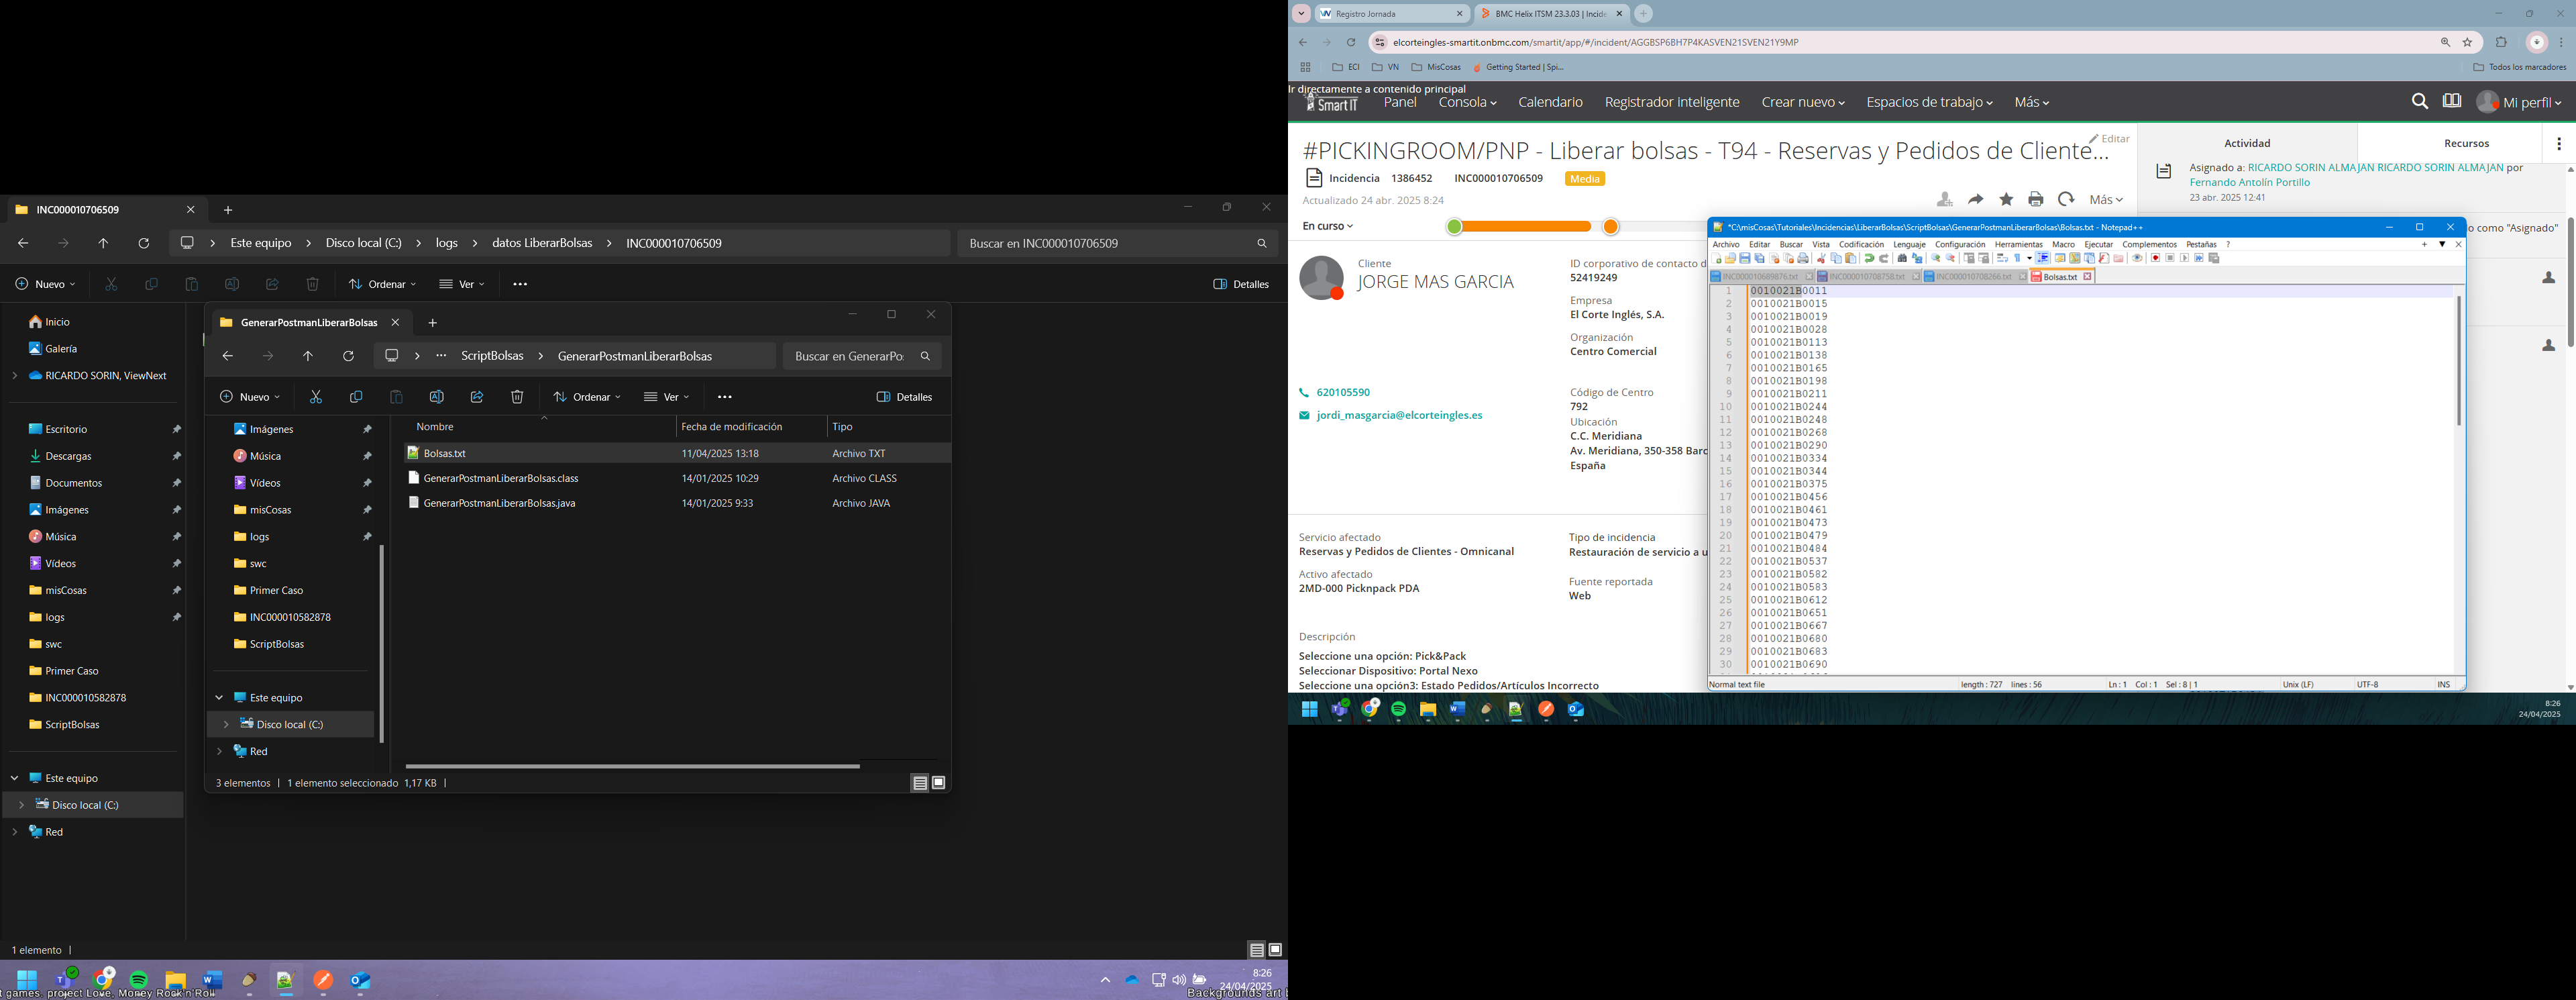 INC000010706509
Este equipo > Disco local (C:) > logs > datos LiberarBolsas > INC000010706509
Buscar en INC000010706509
Nuevo
Ordenar
Ver
Detalles
Inicio
Galería
RICARDO SORIN, ViewNext
Escritorio
Descargas
Documentos
Imágenes
Música
Vídeos
misCosas
logs
swc
Primer Caso
INC000010582878
ScriptBolsas
Este equipo
Disco local (C:)
Red
1 elemento
GenerarPostmanLiberarBolsas
ScriptBolsas > GenerarPostmanLiberarBolsas
Buscar en GenerarPo:
Nuevo
Ordenar
Ver
Detalles
Imágenes
Música
Vídeos
misCosas
logs
swc
Primer Caso
INC000010582878
ScriptBolsas
Este equipo
Disco local (C:)
Red
Nombre Fecha de modificación Tipo
Bolsas.txt 11/04/2025 13:18 Archivo TXT
GenerarPostmanLiberarBolsas.class 14/01/2025 10:29 Archivo CLASS
GenerarPostmanLiberarBolsas.java 14/01/2025 9:33 Archivo JAVA
3 elementos 1 elemento seleccionado 1,17 KB
8:26
24/04/2025
t games, project Love, Money Rock'n'Roll
Backgrounds art
Registro Jornada
BMC Helix ITSM 23.3.03 | Incide
elcorteingles-smartit.onbmc.com/smartit/app/#/incident/AGGBSP6BH7P4KASVEN21SVEN21Y9MP
ECI
VN
MisCosas
Getting Started | Spi...
Todos los marcadores
Ir directamente a contenido principal
Smart IT
Panel
Consola
Calendario
Registrador inteligente
Crear nuevo
Espacios de trabajo
Más
Mi perfil
Editar
#PICKINGROOM/PNP - Liberar bolsas - T94 - Reservas y Pedidos de Cliente...
Incidencia 1386452 INC000010706509 Media
Actualizado 24 abr. 2025 8:24
Más
En curso
Cliente
JORGE MAS GARCIA
620105590
jordi_masgarcia@elcorteingles.es
ID corporativo de contacto d
52419249
Empresa
El Corte Inglés, S.A.
Organización
Centro Comercial
Código de Centro
792
Ubicación
C.C. Meridiana
Av. Meridiana, 350-358 Barc
España
Servicio afectado
Reservas y Pedidos de Clientes - Omnicanal
Activo afectado
2MD-000 Picknpack PDA
Tipo de incidencia
Restauración de servicio a u
Fuente reportada
Web
Descripción
Seleccione una opción: Pick&Pack
Seleccionar Dispositivo: Portal Nexo
Seleccione una opción3: Estado Pedidos/Artículos Incorrecto
Actividad
Recursos
Asignado a: RICARDO SORIN ALMAJAN RICARDO SORIN ALMAJAN por
Fernando Antolín Portillo
23 abr. 2025 12:41
o como "Asignado"
*C:\misCosas\Tutoriales\Incidencias\LiberarBolsas\ScriptBolsas\GenerarPostmanLiberarBolsas\Bolsas.txt - Notepad++
Archivo Editar Buscar Vista Codificación Lenguaje Configuración Herramientas Macro Ejecutar Complementos Pestañas ?
INC000010689876.txt
INC000010708758.txt
INC000010708266.txt
Bolsas.txt
1 0010021B0011
2 0010021B0015
3 0010021B0019
4 0010021B0028
5 0010021B0113
6 0010021B0138
7 0010021B0165
8 0010021B0198
9 0010021B0211
10 0010021B0244
11 0010021B0248
12 0010021B0268
13 0010021B0290
14 0010021B0334
15 0010021B0344
16 0010021B0375
17 0010021B0456
18 0010021B0461
19 0010021B0473
20 0010021B0479
21 0010021B0484
22 0010021B0537
23 0010021B0582
24 0010021B0583
25 0010021B0612
26 0010021B0651
27 0010021B0667
28 0010021B0680
29 0010021B0683
30 0010021B0690
Normal text file
length : 727 lines : 56
Ln : 1 Col : 1 Sel : 8 | 1
Unix (LF)
UTF-8
INS
8:26
24/04/2025